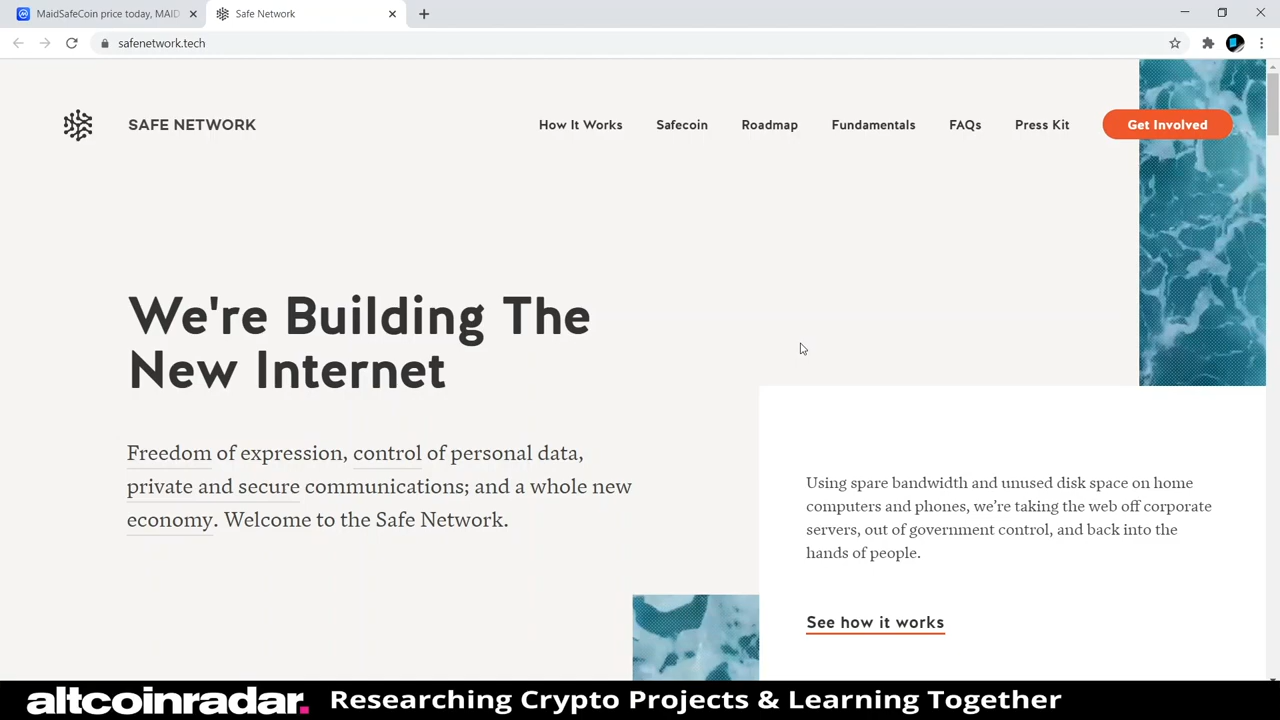 MaidSafeCoin price today, MAID
Safe Network
safenetwork.tech
SAFE NETWORK
How It Works
Safecoin
Roadmap
Fundamentals
FAQs
Press Kit
Get Involved
We're Building The
New Internet
Freedom of expression, control of personal data,
private and secure communications; and a whole new
economy. Welcome to the Safe Network.
Using spare bandwidth and unused disk space on home
computers and phones, we’re taking the web off corporate
servers, out of government control, and back into the
hands of people.
See how it works
altcoinradar.
Researching Crypto Projects & Learning Together